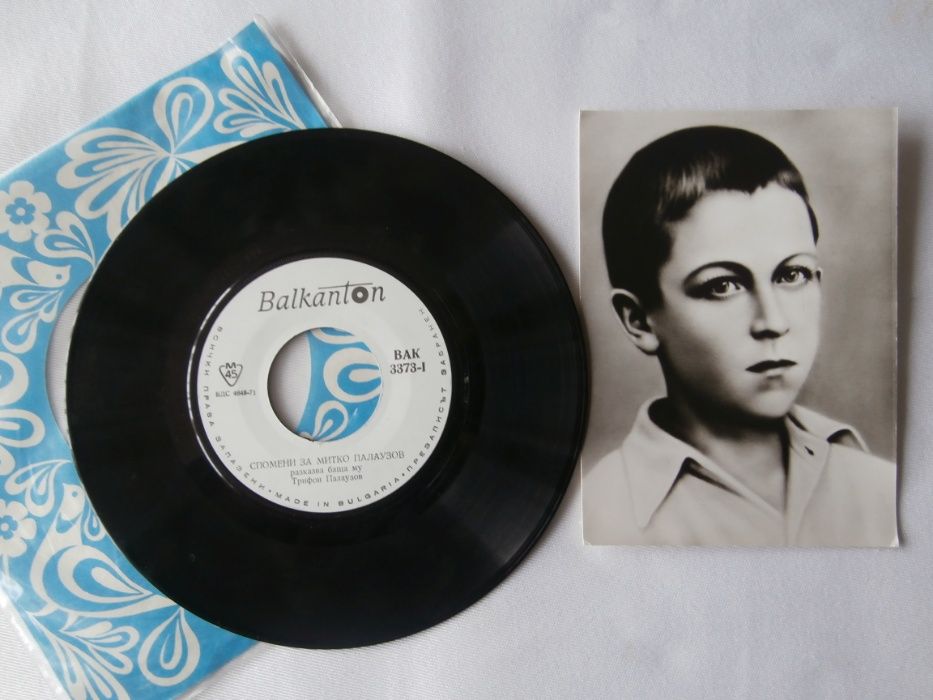 Balkanton
M
45
ВАК
3373-I
ВДС 4048-71
СПОМЕНИ ЗА МИТКО ПАЛАУЗОВ
разказва баща му
Трифон Палаузов
ВСИЧКИ ПРАВА ЗАПАЗЕНИ • MADE IN BULGARIA • ПРЕЗАПИСЪТ ЗАБРАНЕН